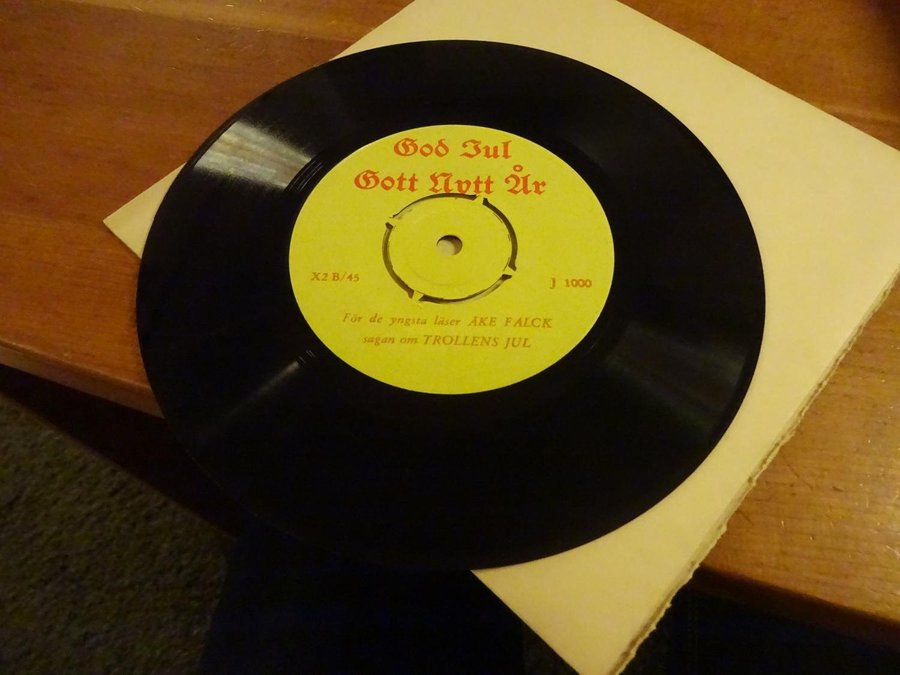 God Jul
Gott Nytt År
X2 B/45
J 1000
För de yngsta läser ÅKE FALCK
sagan om TROLLENS JUL